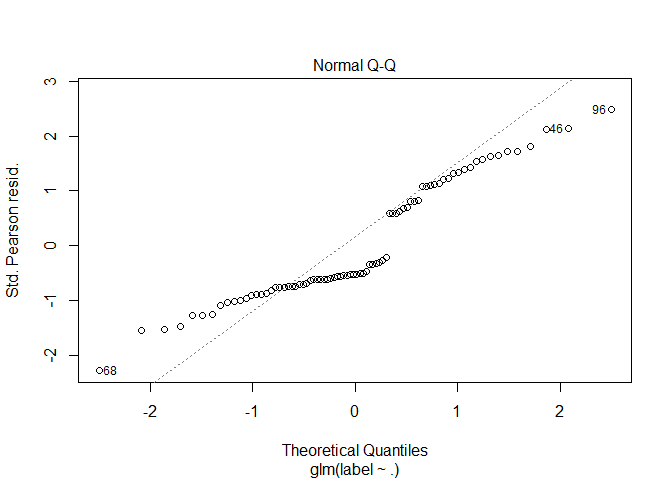 Normal Q-Q
Std. Pearson resid.
3
2
1
0
-1
-2
96
46
68
-2 -1 0 1 2
Theoretical Quantiles
glm(label ~ .)